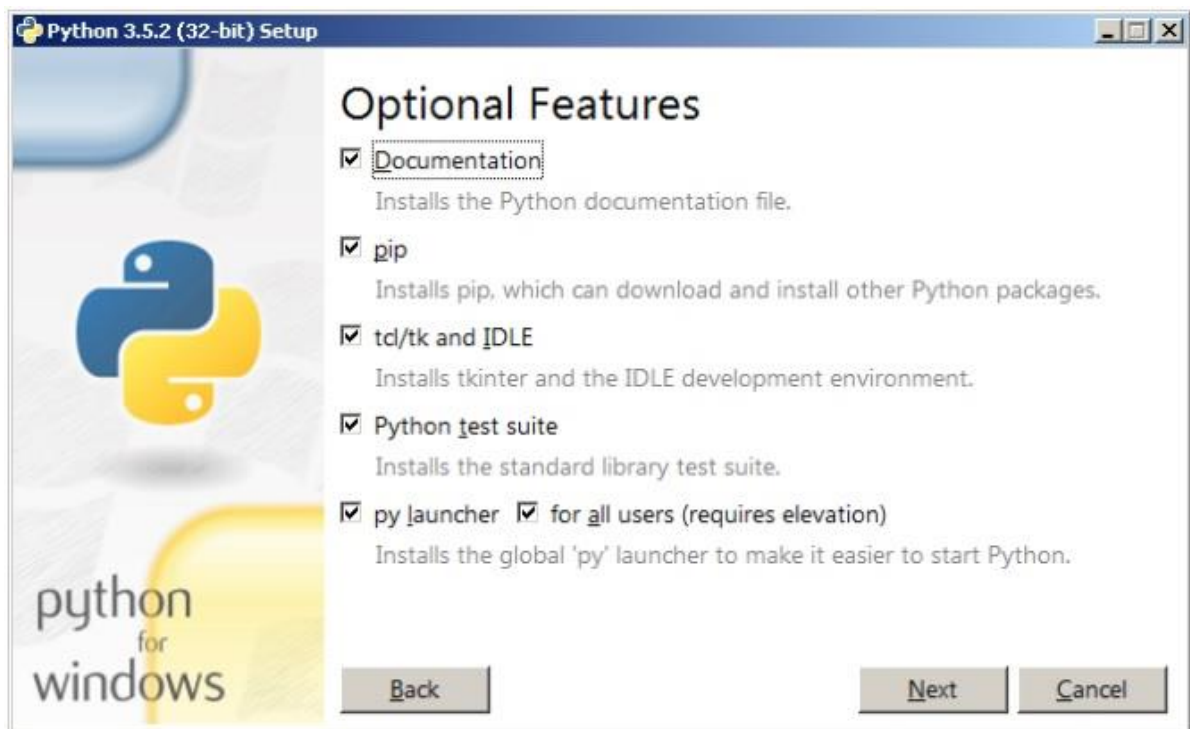 Python 3.5.2 (32-bit) Setup
Optional Features
Documentation
Installs the Python documentation file.
pip
Installs pip, which can download and install other Python packages.
tcl/tk and IDLE
Installs tkinter and the IDLE development environment.
Python test suite
Installs the standard library test suite.
py launcher for all users (requires elevation)
Installs the global 'py' launcher to make it easier to start Python.
python
for
windows
Back Next Cancel